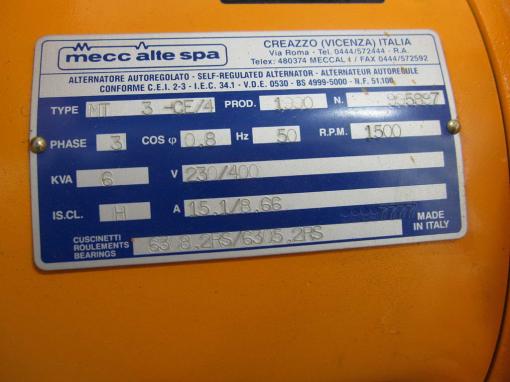 mecc alte spa
CREAZZO (VICENZA) ITALIA
Via Roma - Tel. 0444/572444 - R.A.
Telex: 480374 MECCAL I / FAX 0444/572592
ALTERNATORE AUTOREGOLATO - SELF-REGULATED ALTERNATOR - ALTERNATEUR AUTOREGULE
CONFORME C.E.I. 2-3 - I.E.C. 34.1 - V.D.E. 0530 - BS 4999-5000 - N.F. 51.100
TYPE MT 3 -CE/4 PROD. N.
PHASE 3 COS φ 0,8 Hz 50 R.P.M. 1500
KVA 6 V 230/400
IS.CL. H A 15.1/8.66
MADE IN ITALY
CUSCINETTI
ROULEMENTS
BEARINGS
6308.2RS/6305.2RS